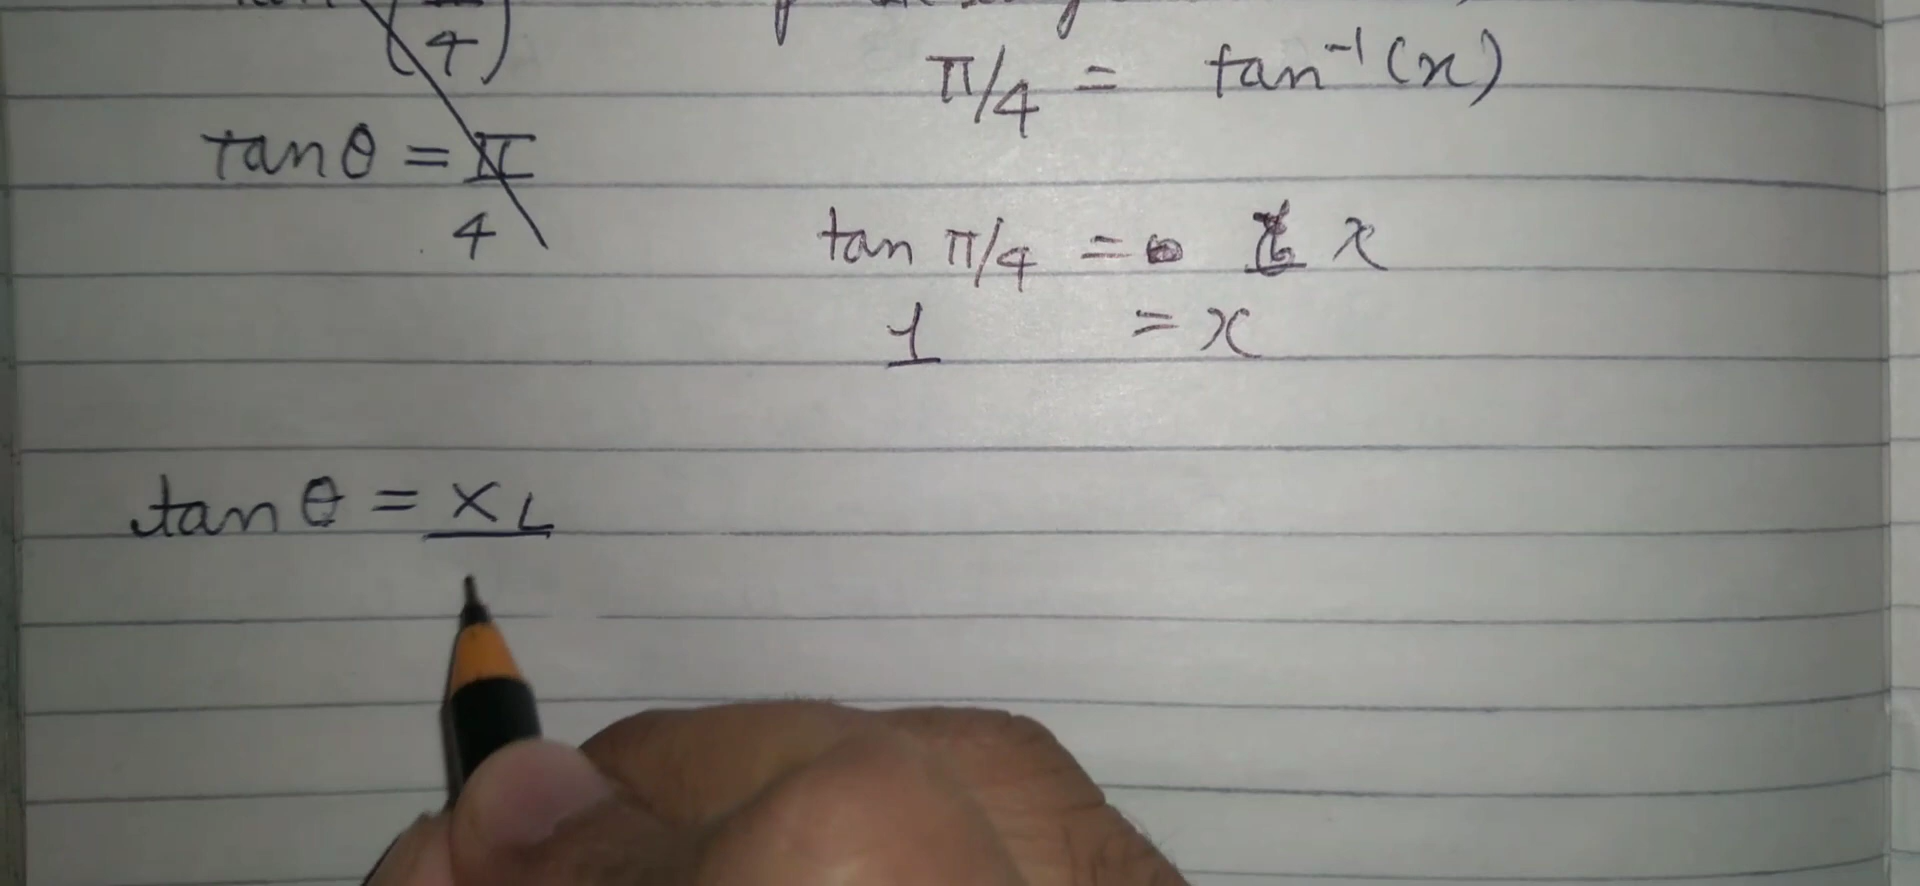 (π/4)
tan θ = π/4
π/4 = tan⁻¹(x)
tan π/4 = x
1 = x
tan θ = XL